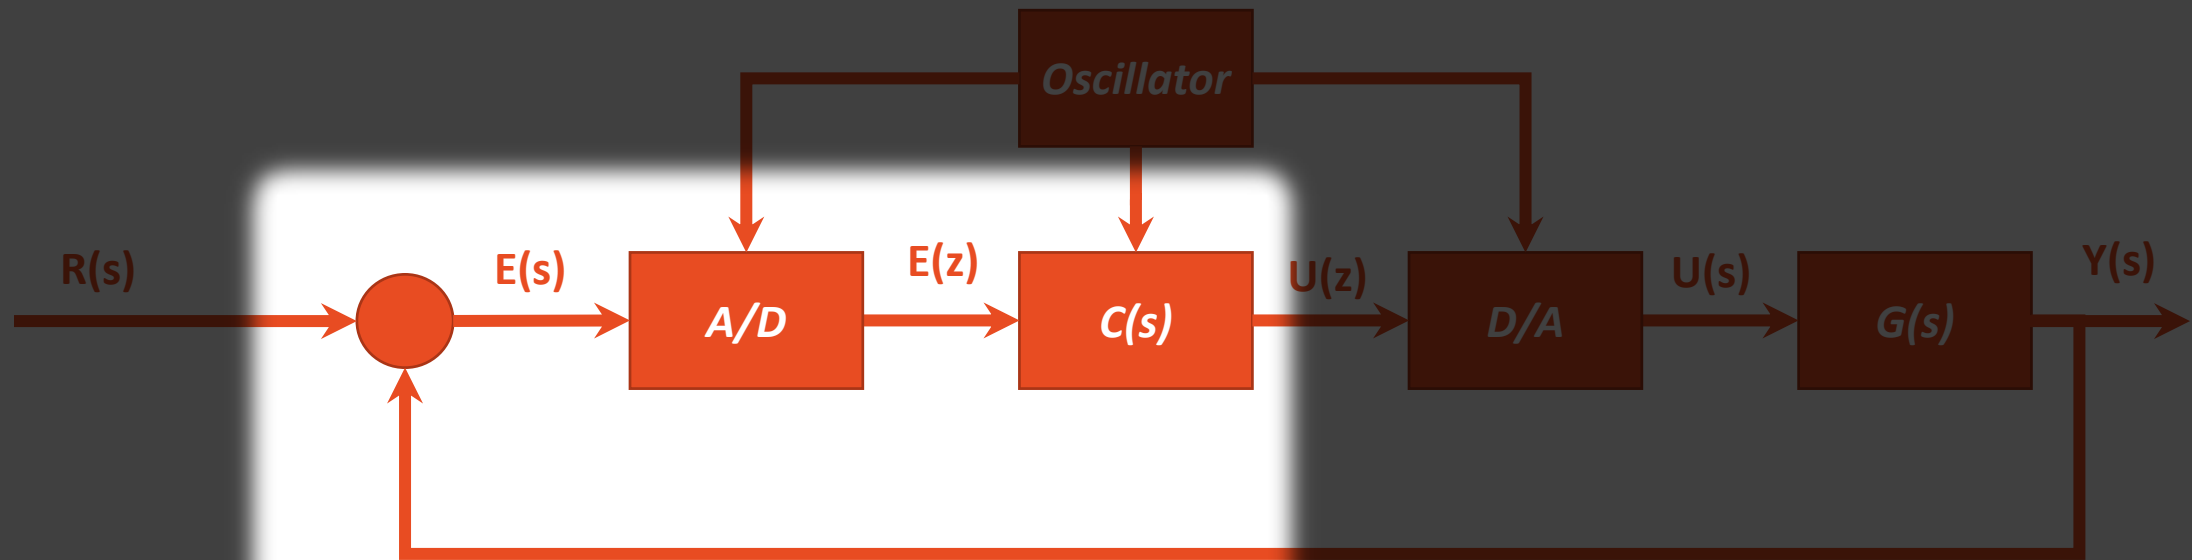 Oscillator
R(s)
E(s)
A/D
E(z)
C(s)
U(z)
D/A
U(s)
G(s)
Y(s)